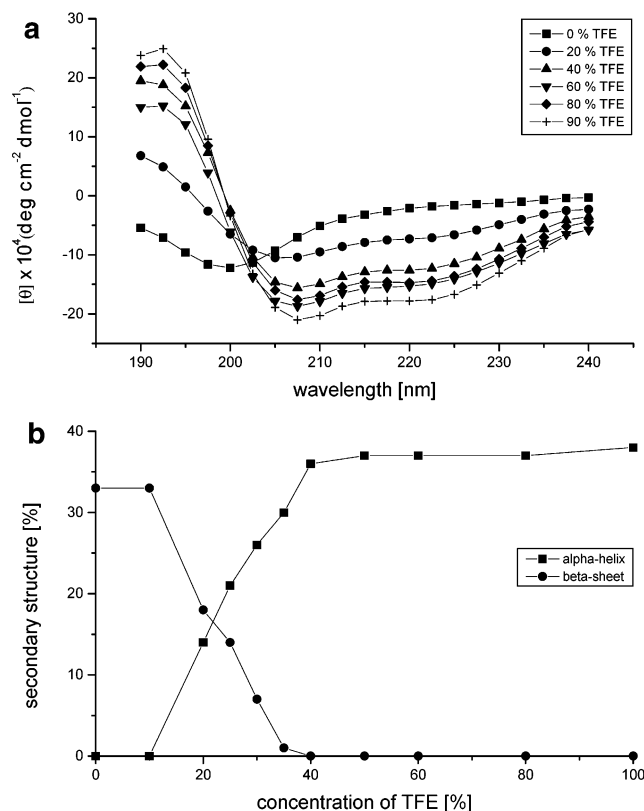 a
0 % TFE
20 % TFE
40 % TFE
60 % TFE
80 % TFE
90 % TFE
30
20
10
0
-10
-20
[θ] x 10⁴(deg cm⁻² dmol⁻¹)
190 200 210 220 230 240
wavelength [nm]
b
40
30
20
10
0
secondary structure [%]
alpha-helix
beta-sheet
0 20 40 60 80 100
concentration of TFE [%]